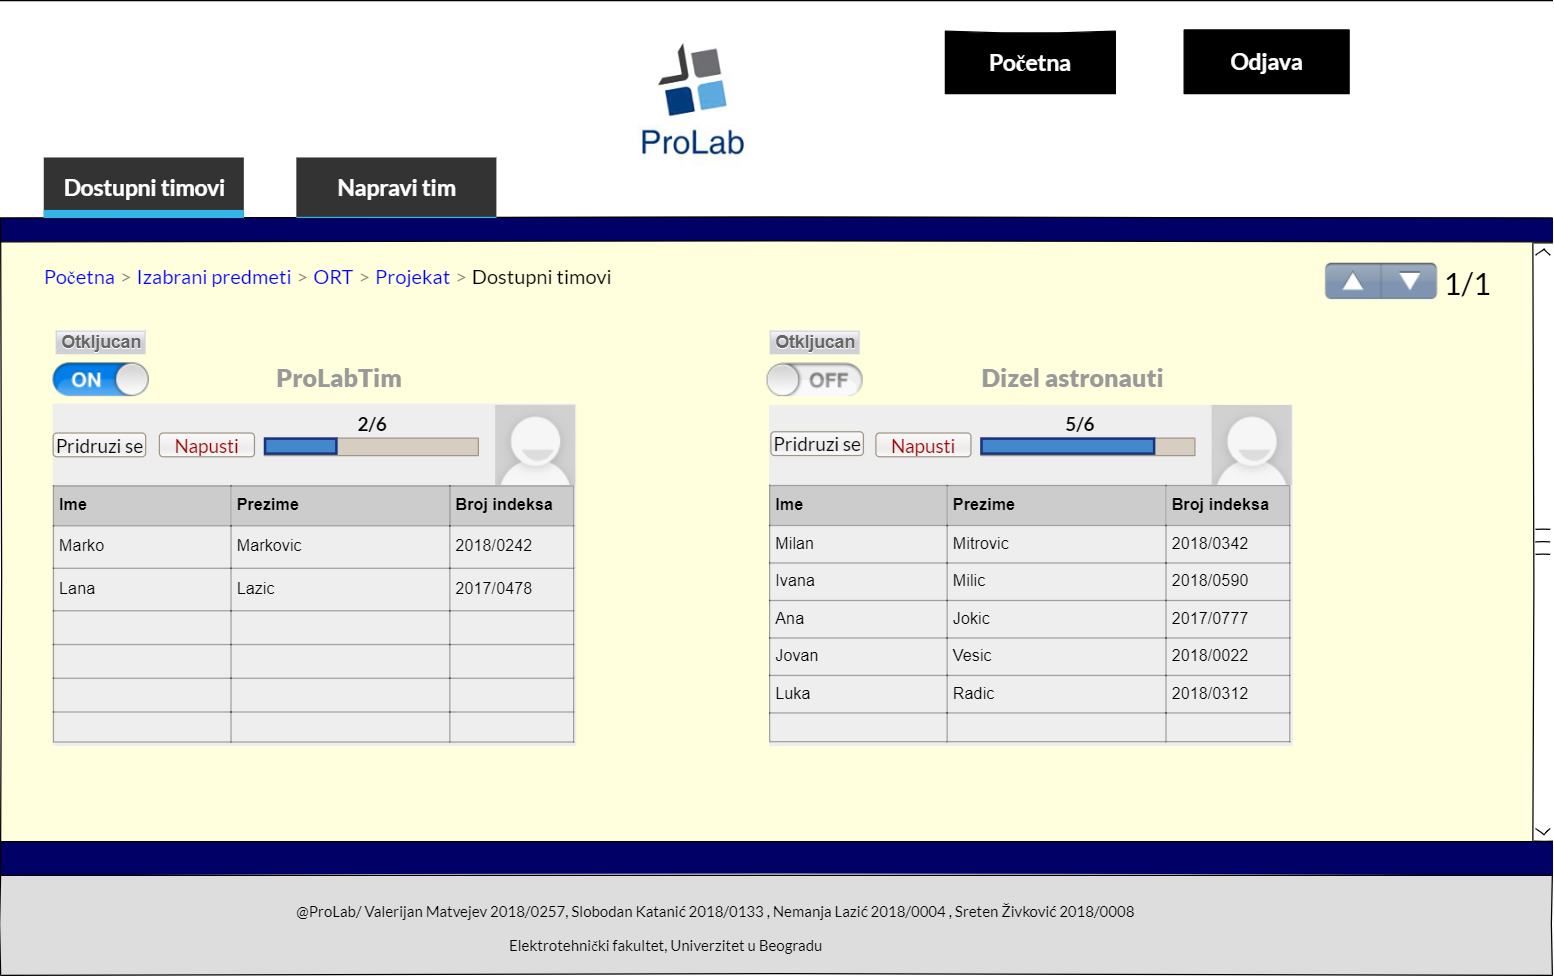 Početna
Odjava
ProLab
Dostupni timovi
Napravi tim
Početna > Izabrani predmeti > ORT > Projekat > Dostupni timovi
1/1
Otkljucan
ON
ProLabTim
2/6
Pridruzi se
Napusti
Ime Prezime Broj indeksa
Marko Markovic 2018/0242
Lana Lazic 2017/0478
Otkljucan
OFF
Dizel astronauti
5/6
Pridruzi se
Napusti
Ime Prezime Broj indeksa
Milan Mitrovic 2018/0342
Ivana Milic 2018/0590
Ana Jokic 2017/0777
Jovan Vesic 2018/0022
Luka Radic 2018/0312
@ProLab/ Valerijan Matvejev 2018/0257, Slobodan Katanić 2018/0133 , Nemanja Lazić 2018/0004 , Sreten Živković 2018/0008
Elektrotehnički fakultet, Univerzitet u Beogradu